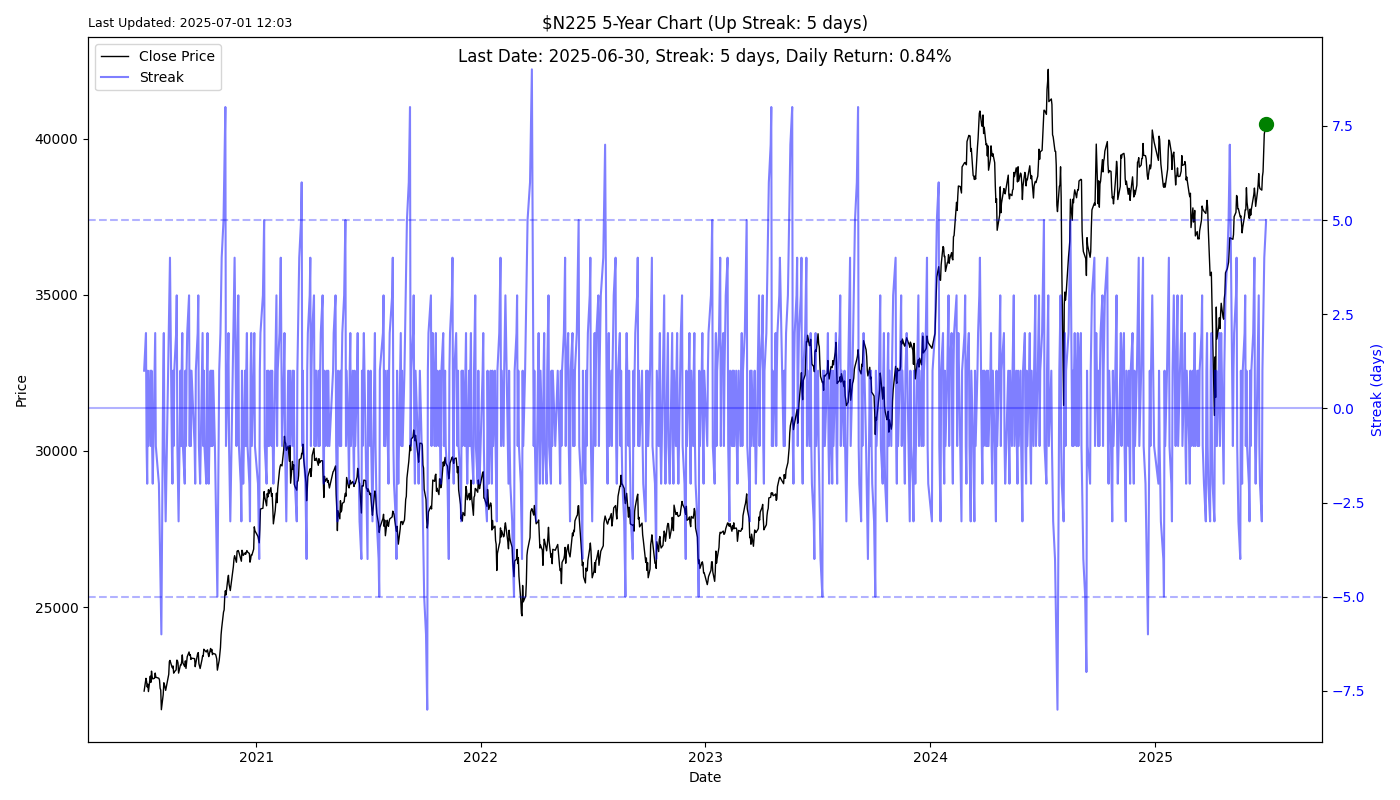 Last Updated: 2025-07-01 12:03
$N225 5-Year Chart (Up Streak: 5 days)
Last Date: 2025-06-30, Streak: 5 days, Daily Return: 0.84%
Close Price
Streak
40000
35000
30000
25000
Price
7.5
5.0
2.5
0.0
−2.5
−5.0
−7.5
Streak (days)
2021
2022
2023
2024
2025
Date